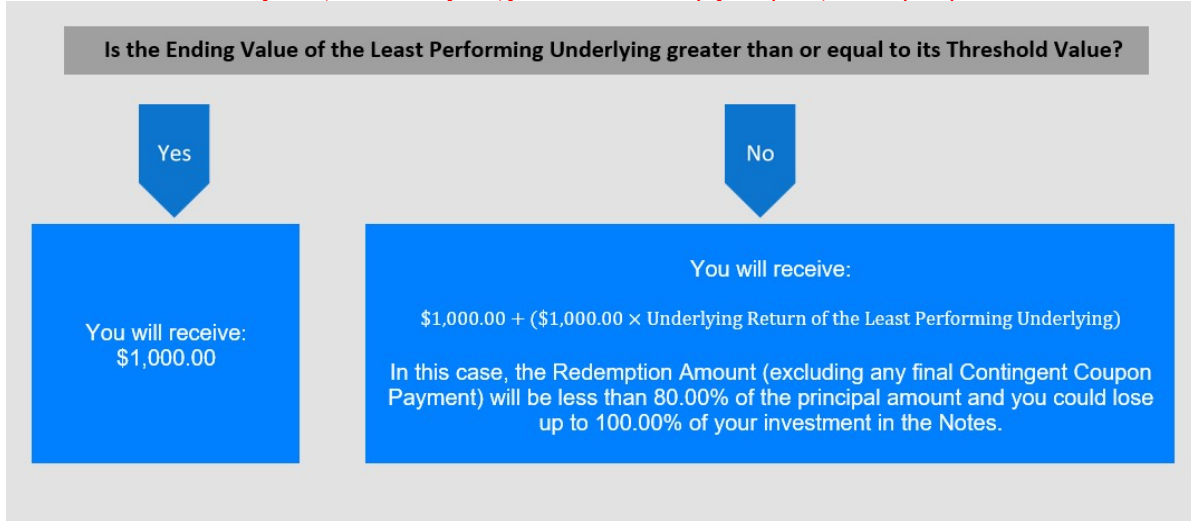 Is the Ending Value of the Least Performing Underlying greater than or equal to its Threshold Value?
Yes
No
You will receive:
$1,000.00
You will receive:
$1,000.00 + ($1,000.00 × Underlying Return of the Least Performing Underlying)
In this case, the Redemption Amount (excluding any final Contingent Coupon
Payment) will be less than 80.00% of the principal amount and you could lose
up to 100.00% of your investment in the Notes.